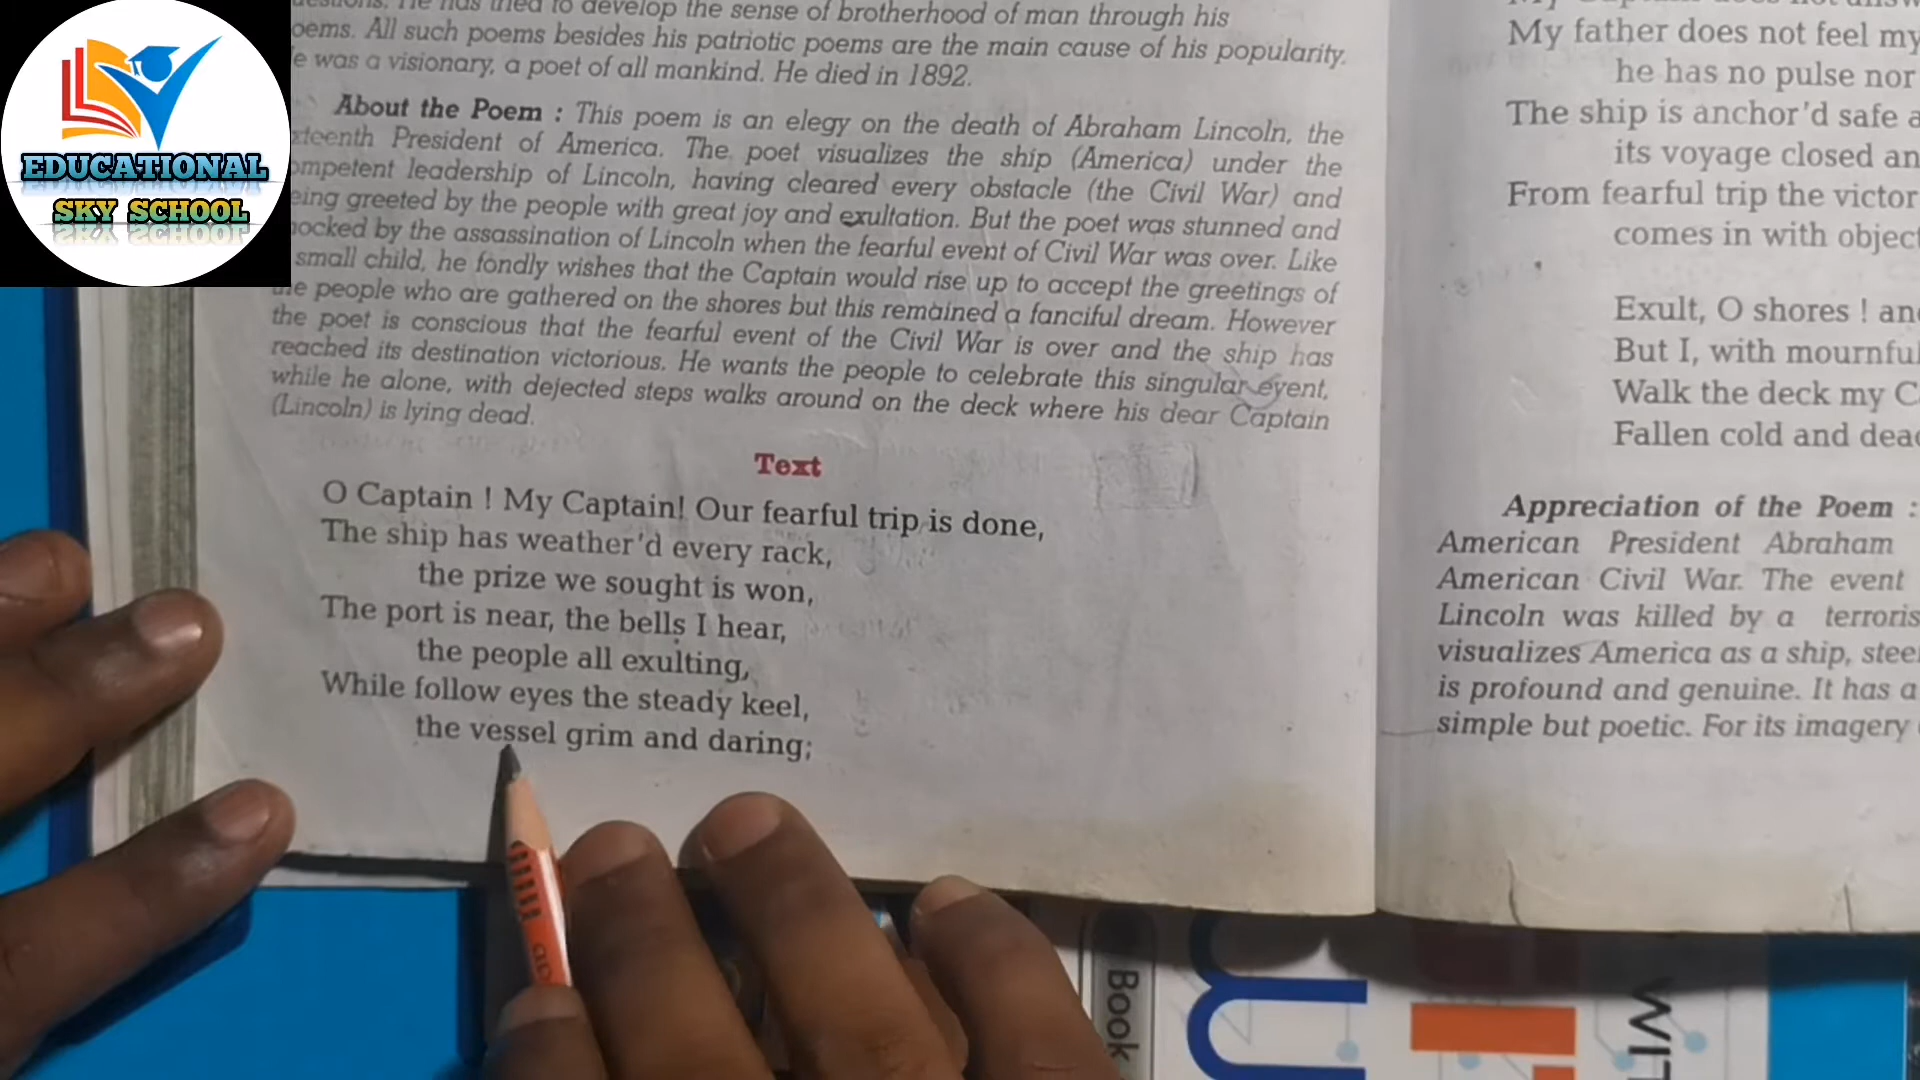 EDUCATIONAL
SKY SCHOOL
He has tried to develop the sense of brotherhood of man through his
oems. All such poems besides his patriotic poems are the main cause of his popularity.
e was a visionary, a poet of all mankind. He died in 1892.
About the Poem : This poem is an elegy on the death of Abraham Lincoln, the
xteenth President of America. The poet visualizes the ship (America) under the
ompetent leadership of Lincoln, having cleared every obstacle (the Civil War) and
eing greeted by the people with great joy and exultation. But the poet was stunned and
hocked by the assassination of Lincoln when the fearful event of Civil War was over. Like
small child, he fondly wishes that the Captain would rise up to accept the greetings of
the people who are gathered on the shores but this remained a fanciful dream. However
the poet is conscious that the fearful event of the Civil War is over and the ship has
reached its destination victorious. He wants the people to celebrate this singular event,
while he alone, with dejected steps walks around on the deck where his dear Captain
(Lincoln) is lying dead.
Text
O Captain ! My Captain! Our fearful trip is done,
The ship has weather'd every rack,
the prize we sought is won,
The port is near, the bells I hear,
the people all exulting,
While follow eyes the steady keel,
the vessel grim and daring;
My father does not feel my
he has no pulse nor
The ship is anchor'd safe a
its voyage closed an
From fearful trip the victor
comes in with object
Exult, O shores ! and
But I, with mournful
Walk the deck my C
Fallen cold and dead
Appreciation of the Poem :
American President Abraham
American Civil War. The event
Lincoln was killed by a terroris
visualizes America as a ship, steer
is profound and genuine. It has a
simple but poetic. For its imagery
Book
WIT